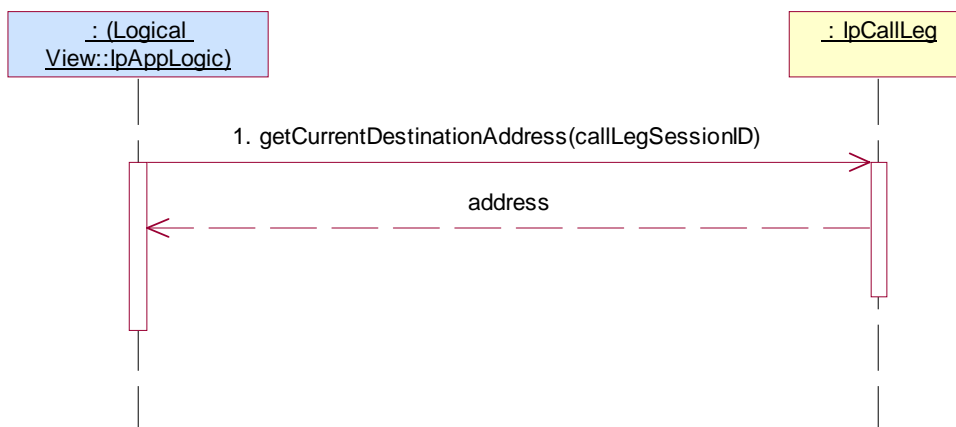 : (Logical
View::IpAppLogic)
: IpCallLeg
1. getCurrentDestinationAddress(callLegSessionID)
address